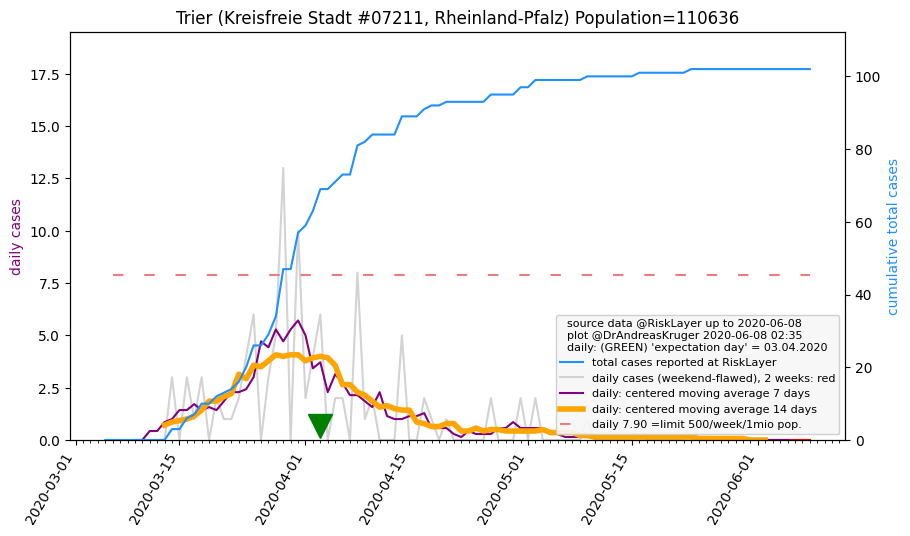 Trier (Kreisfreie Stadt #07211, Rheinland-Pfalz) Population=110636
daily cases
17.5
15.0
12.5
10.0
7.5
5.0
2.5
0.0
100
80
60
40
20
0
cumulative total cases
source data @RiskLayer up to 2020-06-08
plot @DrAndreasKruger 2020-06-08 02:35
daily: (GREEN) 'expectation day' = 03.04.2020
total cases reported at RiskLayer
daily cases (weekend-flawed), 2 weeks: red
daily: centered moving average 7 days
daily: centered moving average 14 days
daily 7.90 =limit 500/week/1mio pop.
2020-03-01
2020-03-15
2020-04-01
2020-04-15
2020-05-01
2020-05-15
2020-06-01